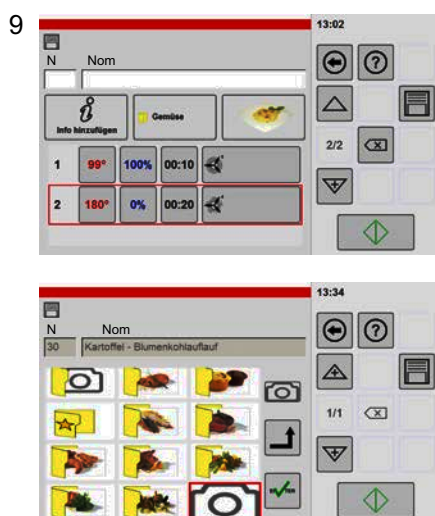 9
13:02
N Nom
Info hinzufügen
Gemüse
1 99° 100% 00:10
2/2
2 180° 0% 00:20
13:34
N Nom
30 Kartoffel - Blumenkohlauflauf
1/1